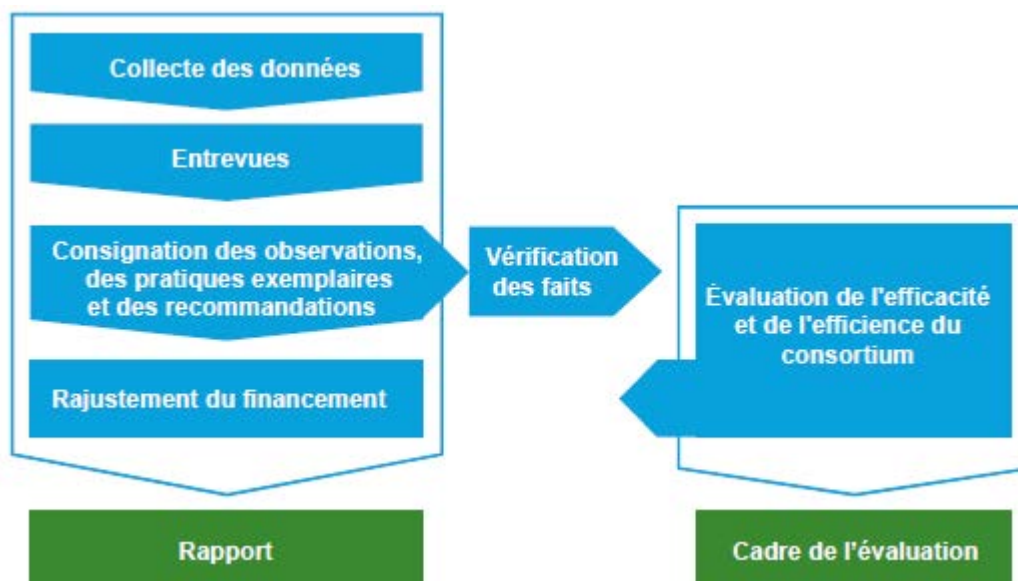 Collecte des données
Entrevues
Consignation des observations,
des pratiques exemplaires
et des recommandations
Rajustement du financement
Rapport
Vérification
des faits
Évaluation de l'efficacité
et de l'efficience du
consortium
Cadre de l'évaluation